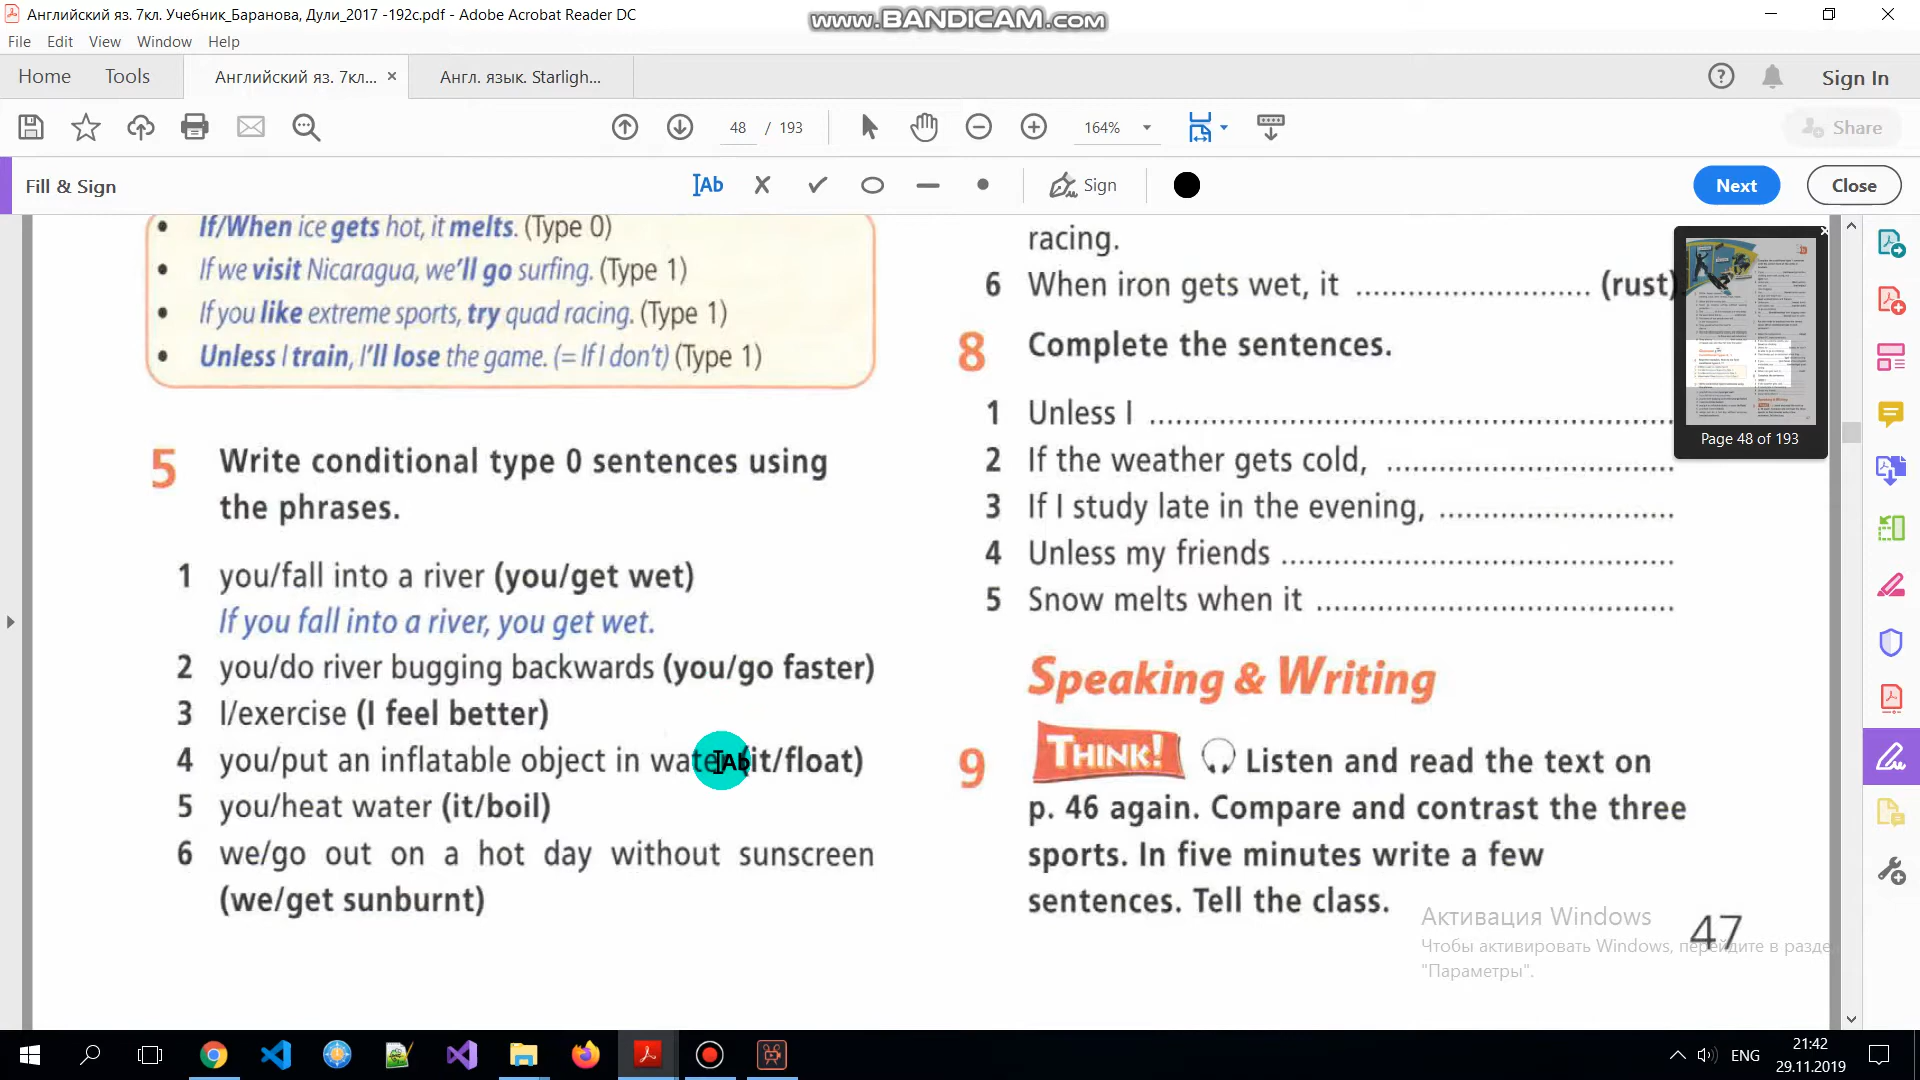 Английский яз. 7кл. Учебник_Баранова, Дули_2017 -192с.pdf - Adobe Acrobat Reader DC
www.BANDICAM.com
File Edit View Window Help
Home Tools Английский яз. 7кл... × Англ. язык. Starligh... Sign In
48 / 193 164% Share
Fill & Sign Ab Sign Next Close
• If/When ice gets hot, it melts. (Type 0)
• If we visit Nicaragua, we'll go surfing. (Type 1)
• If you like extreme sports, try quad racing. (Type 1)
• Unless I train, I'll lose the game. (= If I don't) (Type 1)
5 Write conditional type 0 sentences using
the phrases.
1 you/fall into a river (you/get wet)
If you fall into a river, you get wet.
2 you/do river bugging backwards (you/go faster)
3 I/exercise (I feel better)
4 you/put an inflatable object in water (it/float)
Ab
5 you/heat water (it/boil)
6 we/go out on a hot day without sunscreen
(we/get sunburnt)
racing.
6 When iron gets wet, it .......................... (rust).
8 Complete the sentences.
1 Unless I ..........................................................
2 If the weather gets cold, ................................
3 If I study late in the evening, ..........................
4 Unless my friends ...........................................
5 Snow melts when it ........................................
Speaking & Writing
9 THINK! Listen and read the text on
p. 46 again. Compare and contrast the three
sports. In five minutes write a few
sentences. Tell the class.
47
Page 48 of 193
Активация Windows
Чтобы активировать Windows, перейдите в разде
"Параметры".
ENG
21:42
29.11.2019